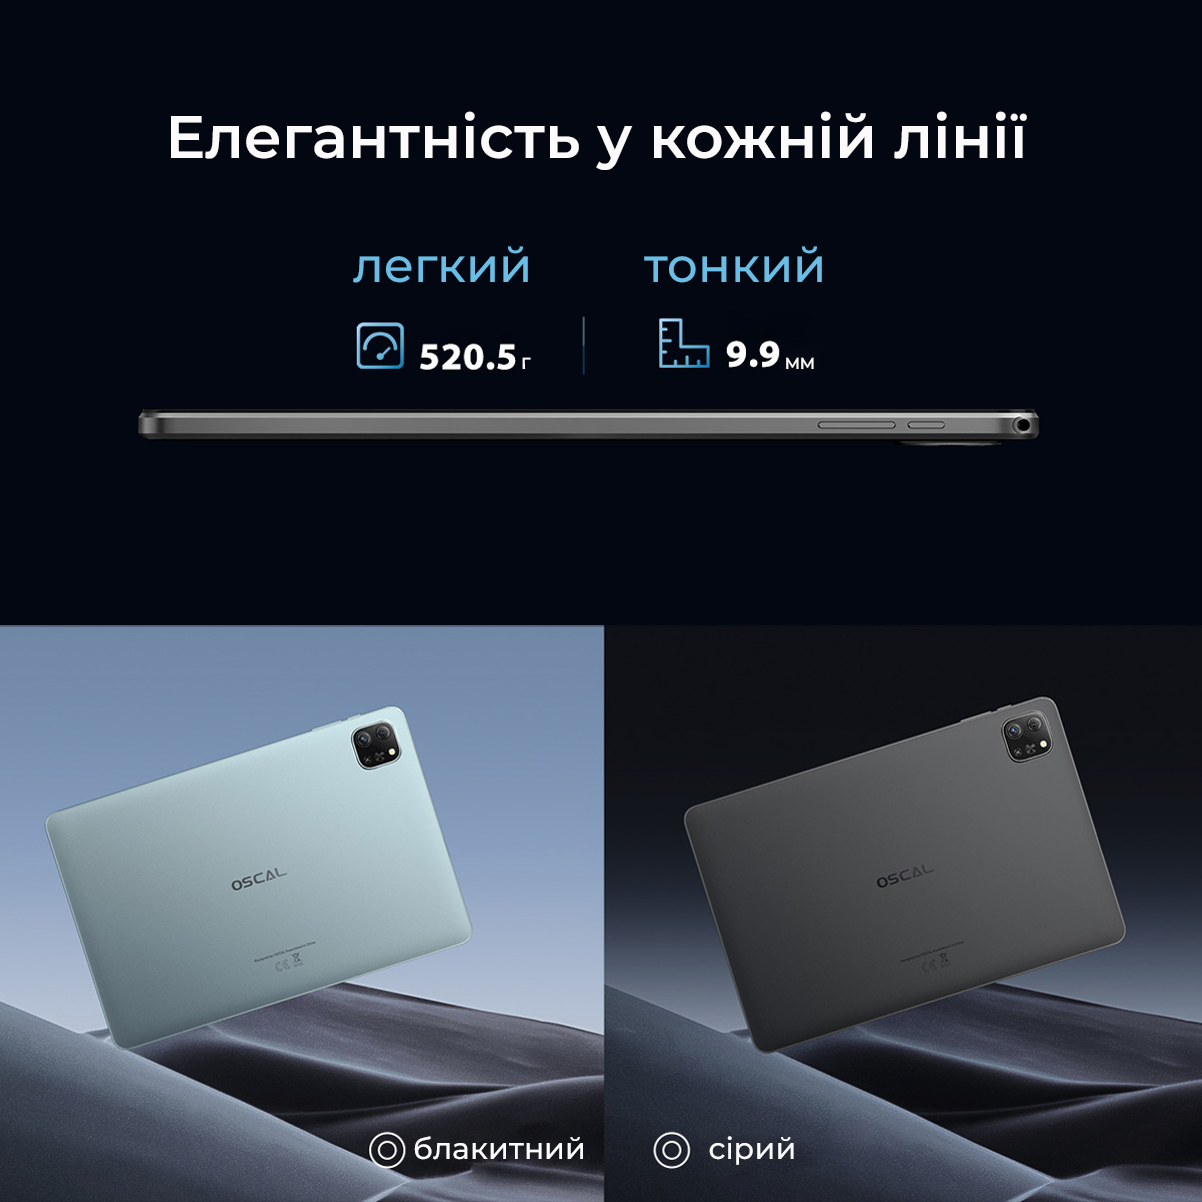 Елегантність у кожній лінії
легкий
тонкий
520.5 г
9.9 мм
OSCAL
OSCAL
блакитний
сірий